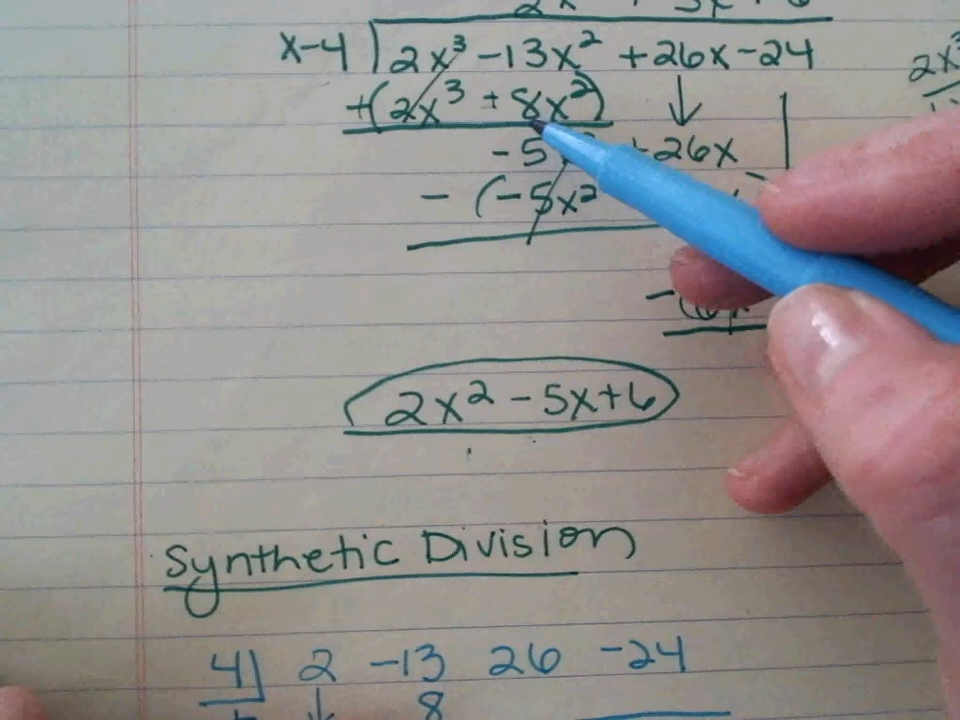 x-4 2x³ -13x² +26x -24
+(2x³ + 8x²)
-5 26x
- (-5x²
2x² - 5x+6
Synthetic Division
4 2 -13 26 -24
8